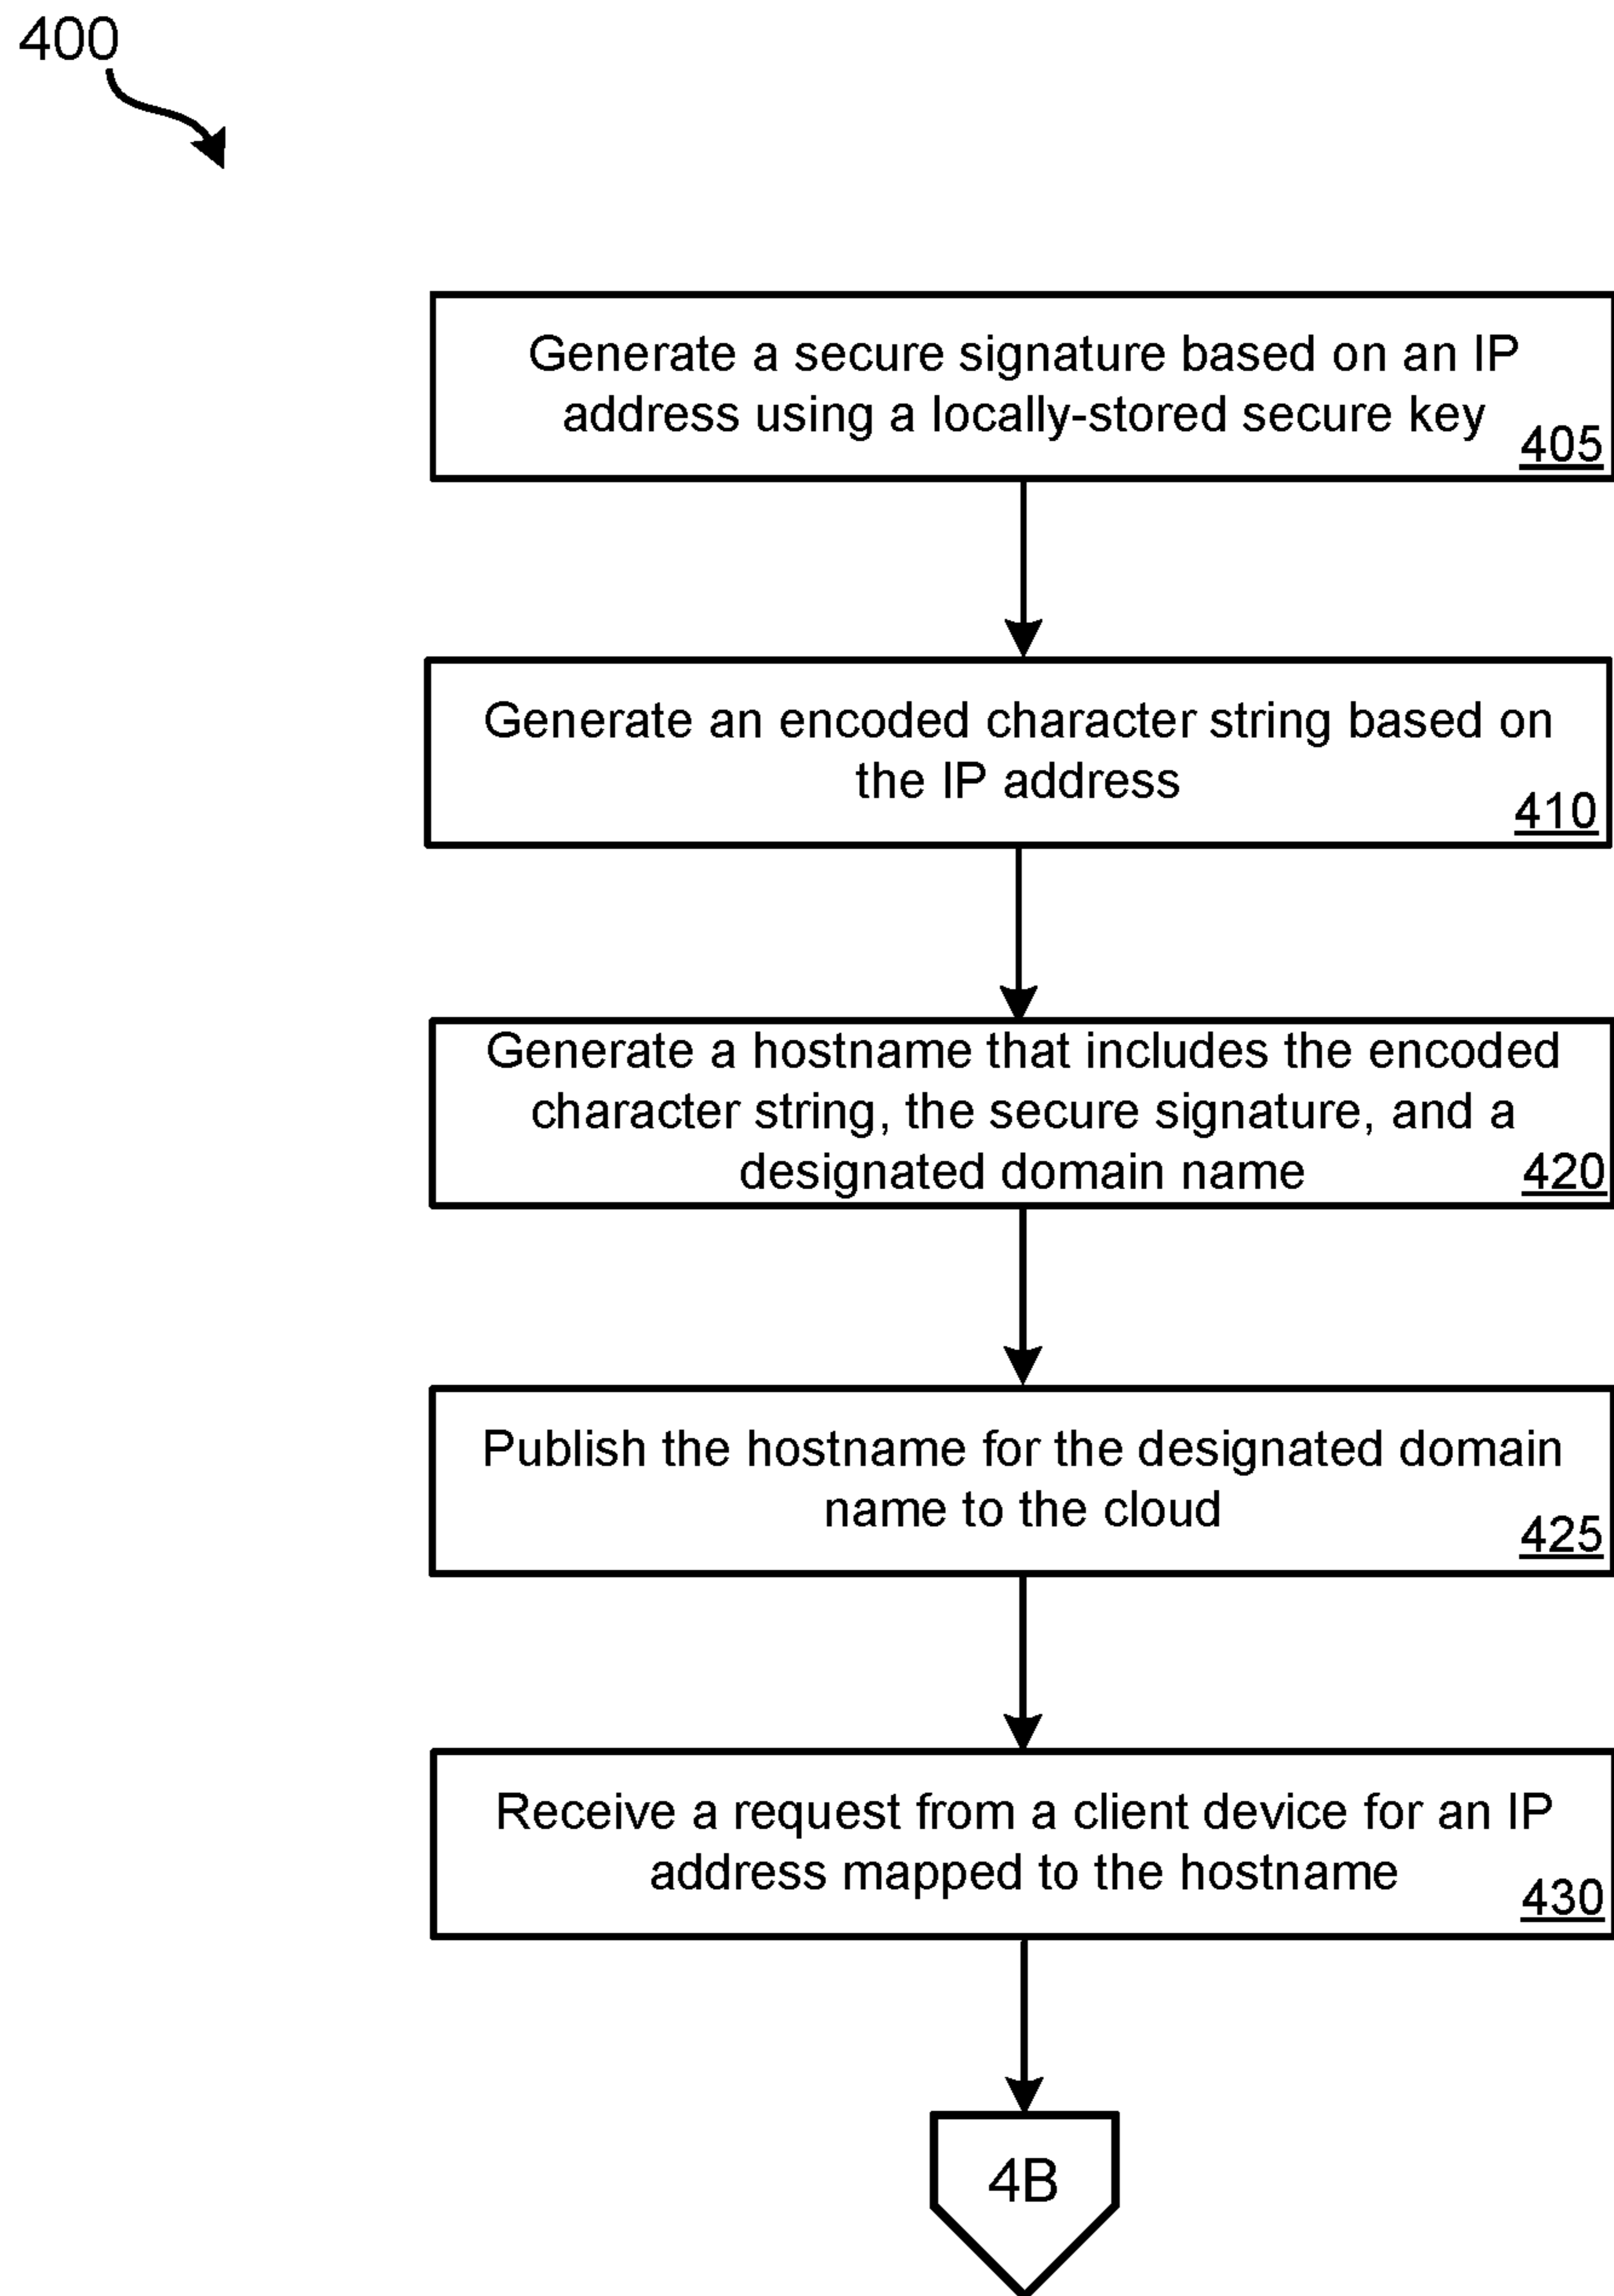 400
Generate a secure signature based on an IP
address using a locally-stored secure key
405
Generate an encoded character string based on
the IP address
410
Generate a hostname that includes the encoded
character string, the secure signature, and a
designated domain name
420
Publish the hostname for the designated domain
name to the cloud
425
Receive a request from a client device for an IP
address mapped to the hostname
430
4B